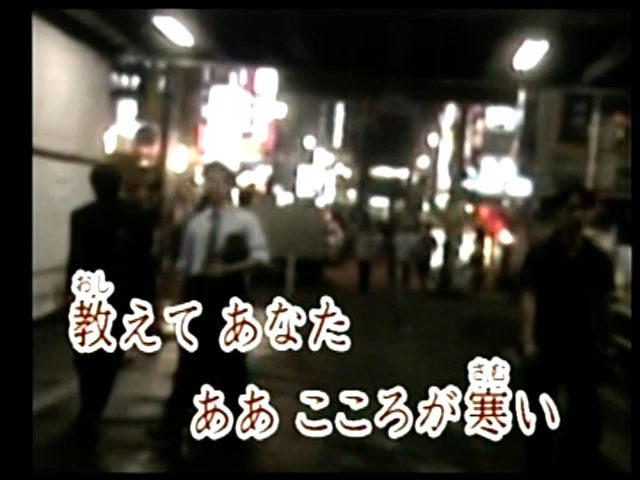 おし
教えて あなた
さむ
ああ こころが寒い